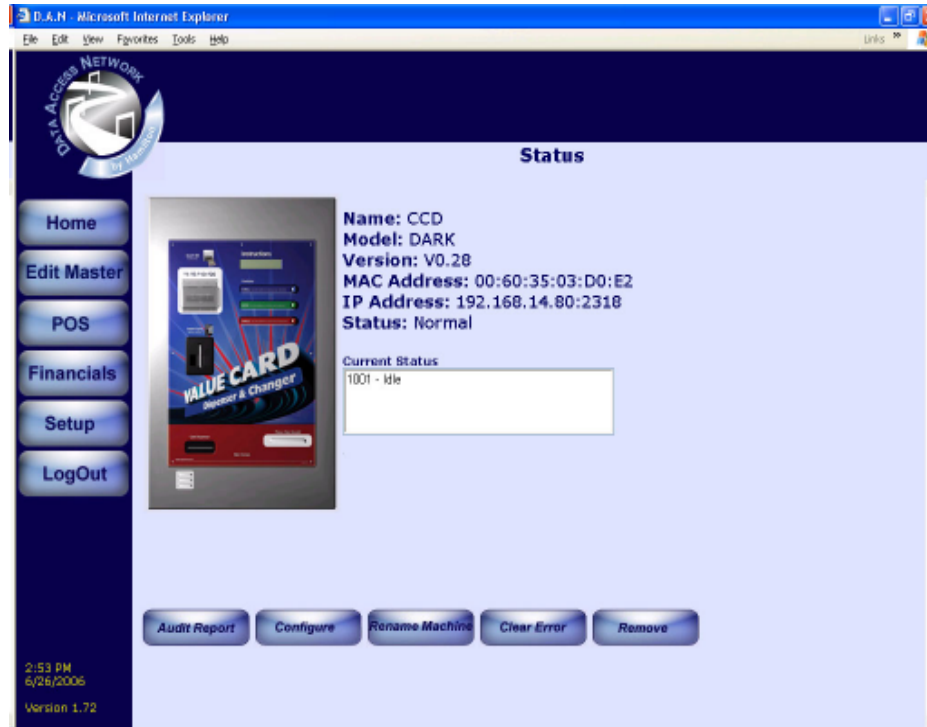 D.A.N - Microsoft Internet Explorer
File Edit View Favorites Tools Help
Links »
DATA ACCESS NETWORK
by Hamilton
Status
Home
Edit Master
POS
Financials
Setup
LogOut
VALUE CARD
Dispenser & Changer
Name: CCD
Model: DARK
Version: V0.28
MAC Address: 00:60:35:03:D0:E2
IP Address: 192.168.14.80:2318
Status: Normal
Current Status
1001 - Idle
Audit Report
Configure
Rename Machine
Clear Error
Remove
2:53 PM
6/26/2006
Version 1.72